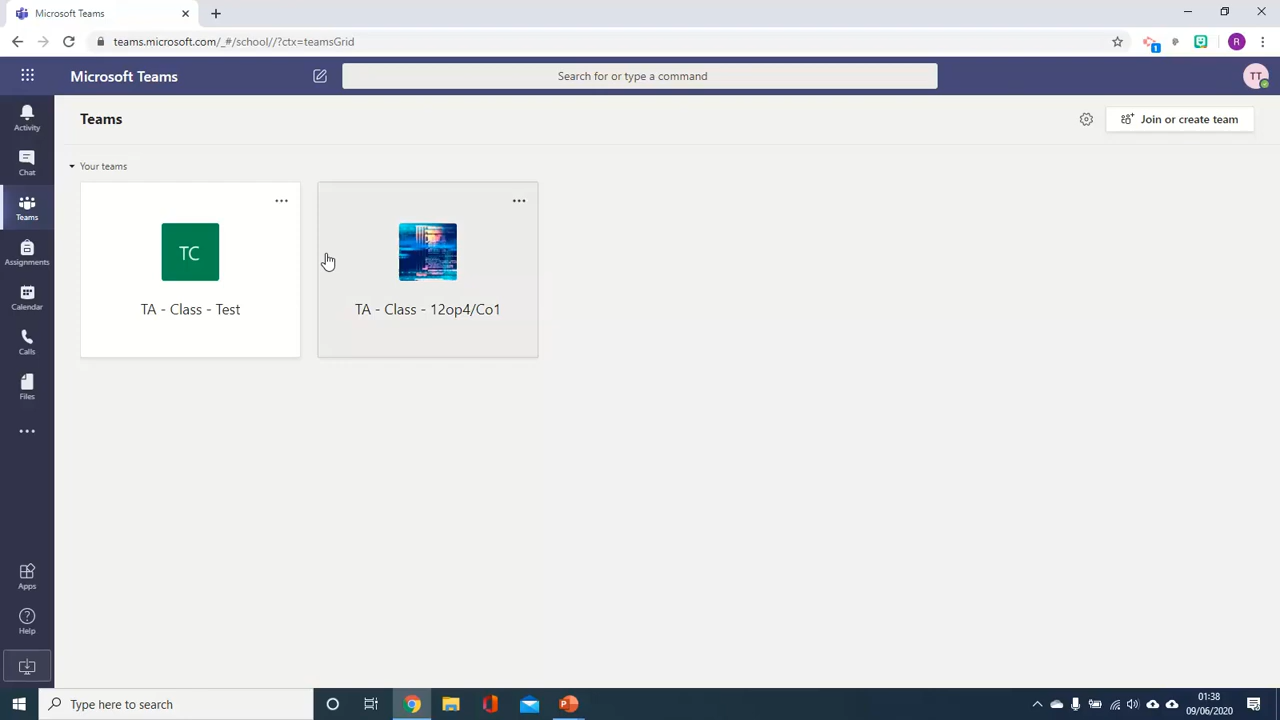 Microsoft Teams
teams.microsoft.com/_#/school//?ctx=teamsGrid
1
R
Microsoft Teams
Search for or type a command
TT
Activity
Chat
Teams
Assignments
Calendar
Calls
Files
Apps
Help
Teams
Join or create team
Your teams
TC
TA - Class - Test
TA - Class - 12op4/Co1
Type here to search
01:38
09/06/2020